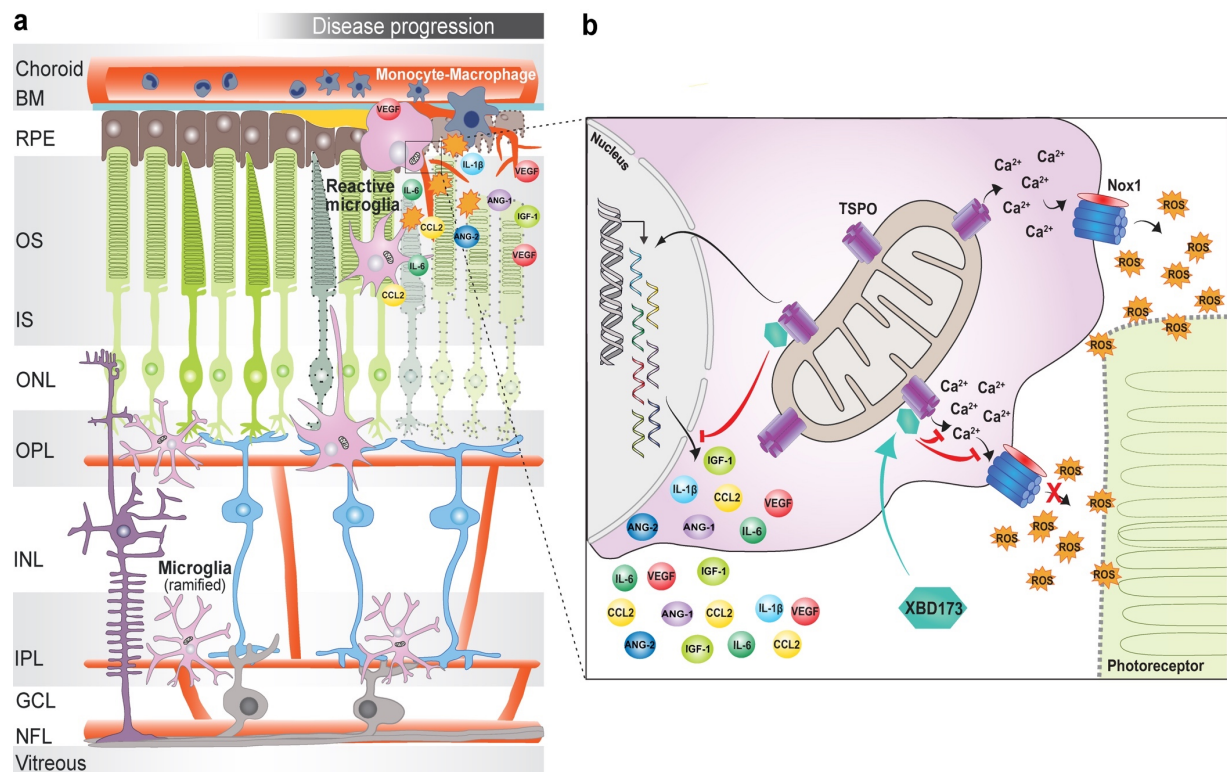 a
Disease progression
Choroid
BM
RPE
OS
IS
ONL
OPL
INL
IPL
GCL
NFL
Vitreous
Monocyte-Macrophage
VEGF
IL-1β
VEGF
Reactive
microglia
IL-6
ANG-1
IGF-1
CCL2
ANG-2
VEGF
IL-6
CCL2
Microglia
(ramified)
b
Nucleus
TSPO
Ca²⁺
Ca²⁺
Ca²⁺
Ca²⁺
Ca²⁺
Ca²⁺
Nox1
ROS
ROS
ROS
ROS
ROS
ROS
ROS
ROS
Ca²⁺
Ca²⁺
Ca²⁺
Ca²⁺
Ca²⁺
IGF-1
IL-1β
CCL2
VEGF
ANG-2
ANG-1
IL-6
ROS
ROS
ROS
ROS
ROS
ROS
ROS
IL-6
VEGF
IGF-1
CCL2
ANG-1
CCL2
IL-1β
VEGF
ANG-2
IGF-1
IL-6
CCL2
XBD173
Photoreceptor